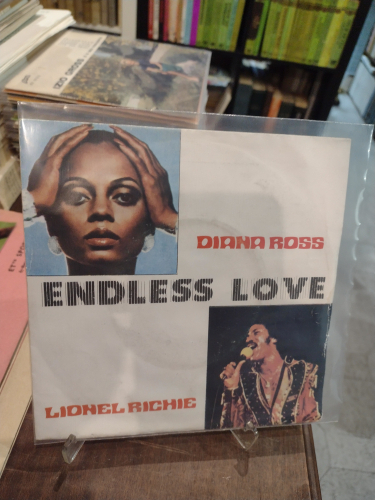 DIANA ROSS
ENDLESS LOVE
LIONEL RICHIE